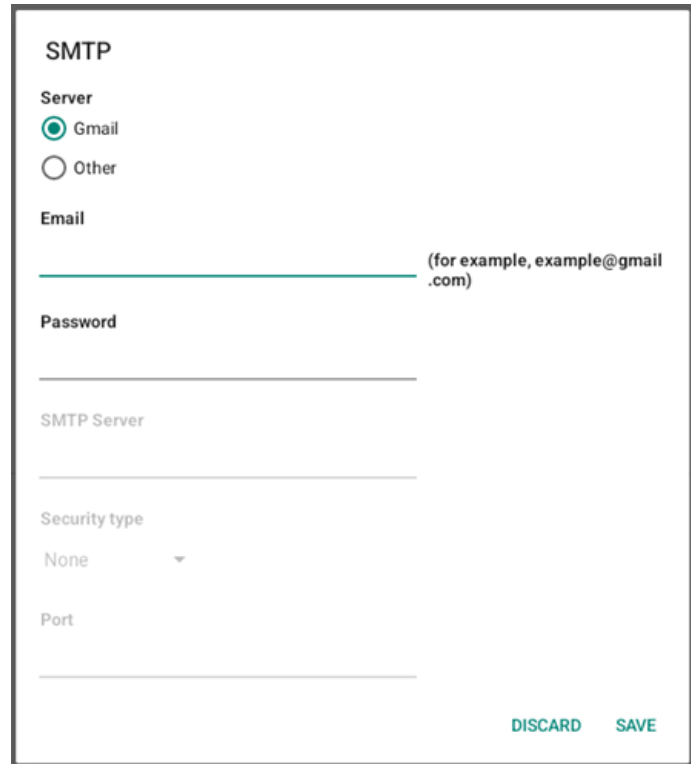 SMTP
Server
Gmail
Other
Email
(for example, example@gmail
.com)
Password
SMTP Server
Security type
None
Port
DISCARD SAVE